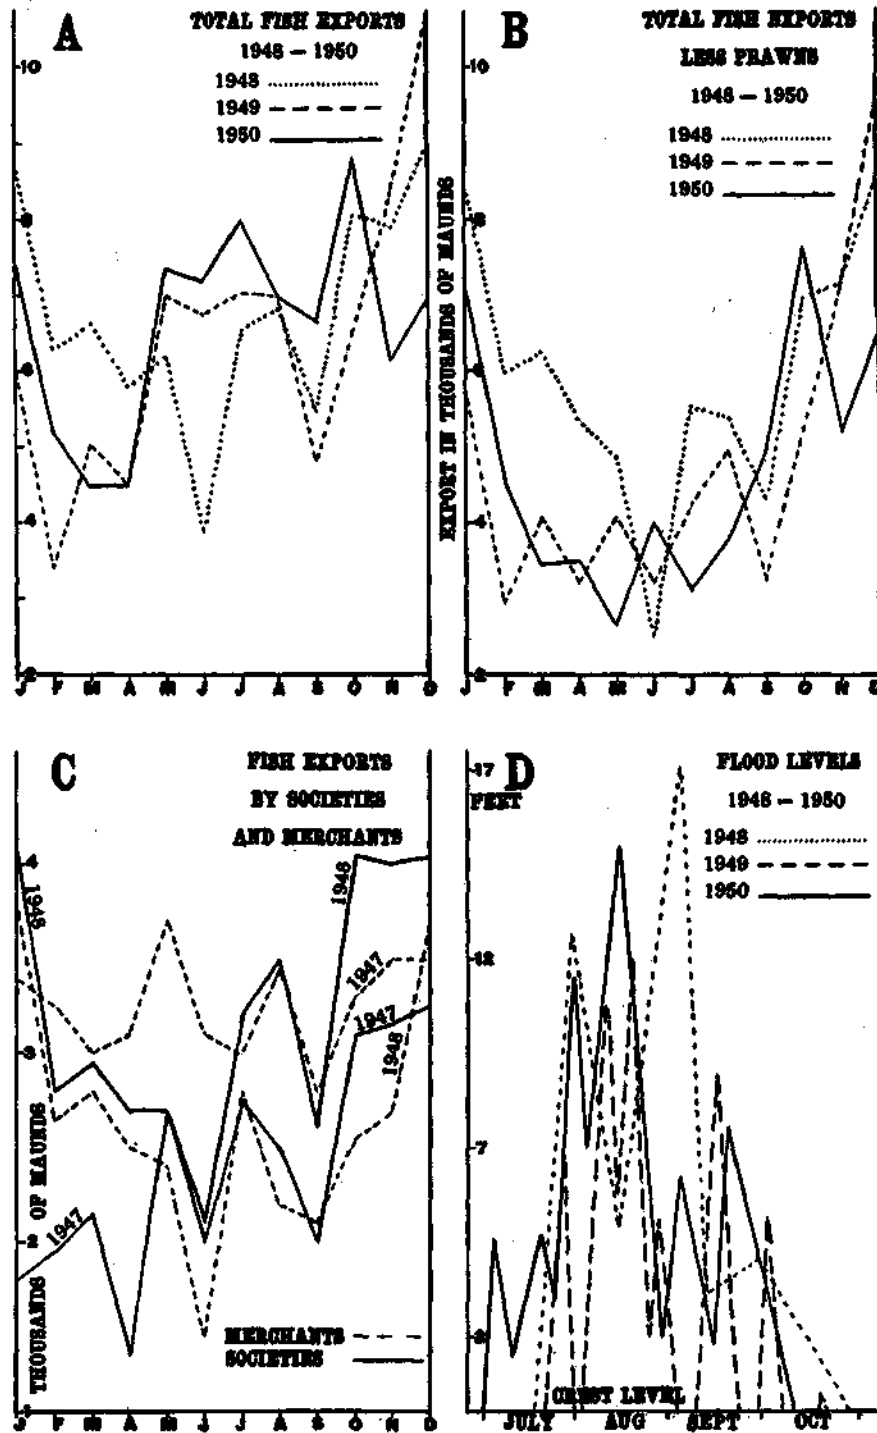 A
TOTAL FISH EXPORTS
1948 – 1950
1948
1949
1950
10
8
6
4
2
J F M A M J J A S O N D
B
TOTAL FISH EXPORTS
LESS PRAWNS
1948 – 1950
1948
1949
1950
EXPORT IN THOUSANDS OF MAUNDS
10
8
6
4
2
J F M A M J J A S O N D
C
FISH EXPORTS
BY SOCIETIES
AND MERCHANTS
4
3
2
1948
1948
1947
1947
1948
1947
THOUSANDS OF MAUNDS
MERCHANTS
SOCIETIES
J F M A M J J A S O N D
D
FLOOD LEVELS
1948 – 1950
1948
1949
1950
17
FEET
12
7
2
CREST LEVEL
JULY AUG SEPT OCT